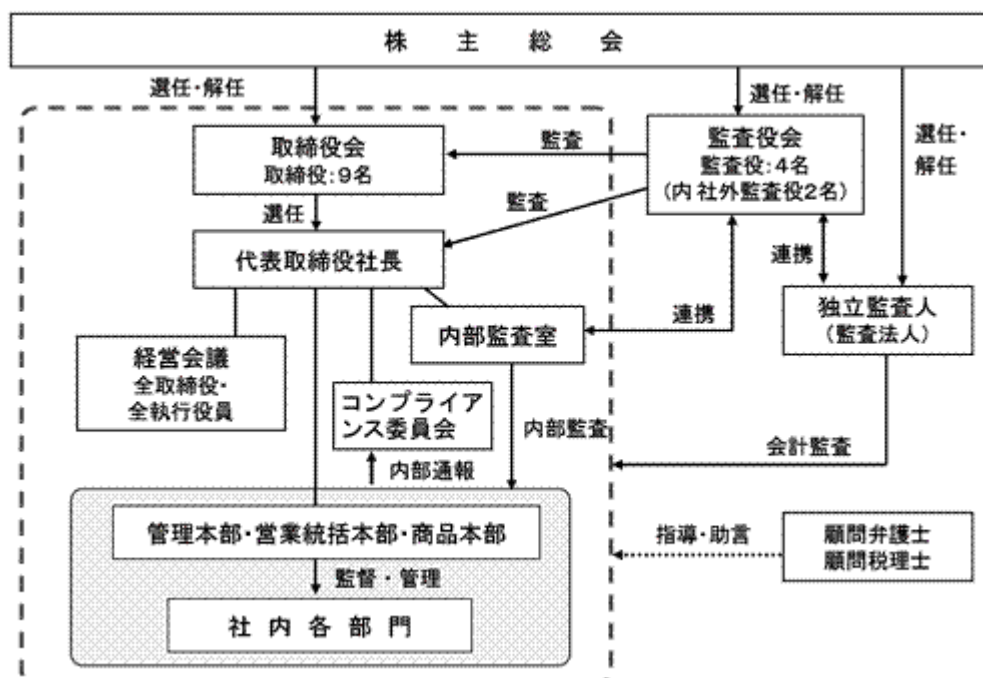 株主総会
選任・解任
選任・解任
選任・
解任
取締役会
取締役:9名
監査
監査役会
監査役:4名
(内社外監査役2名)
選任
監査
代表取締役社長
連携
連携
内部監査室
独立監査人
(監査法人)
経営会議
全取締役・
全執行役員
コンプライア
ンス委員会
内部監査
会計監査
内部通報
管理本部・営業統括本部・商品本部
指導・助言
顧問弁護士
顧問税理士
監督・管理
社内各部門